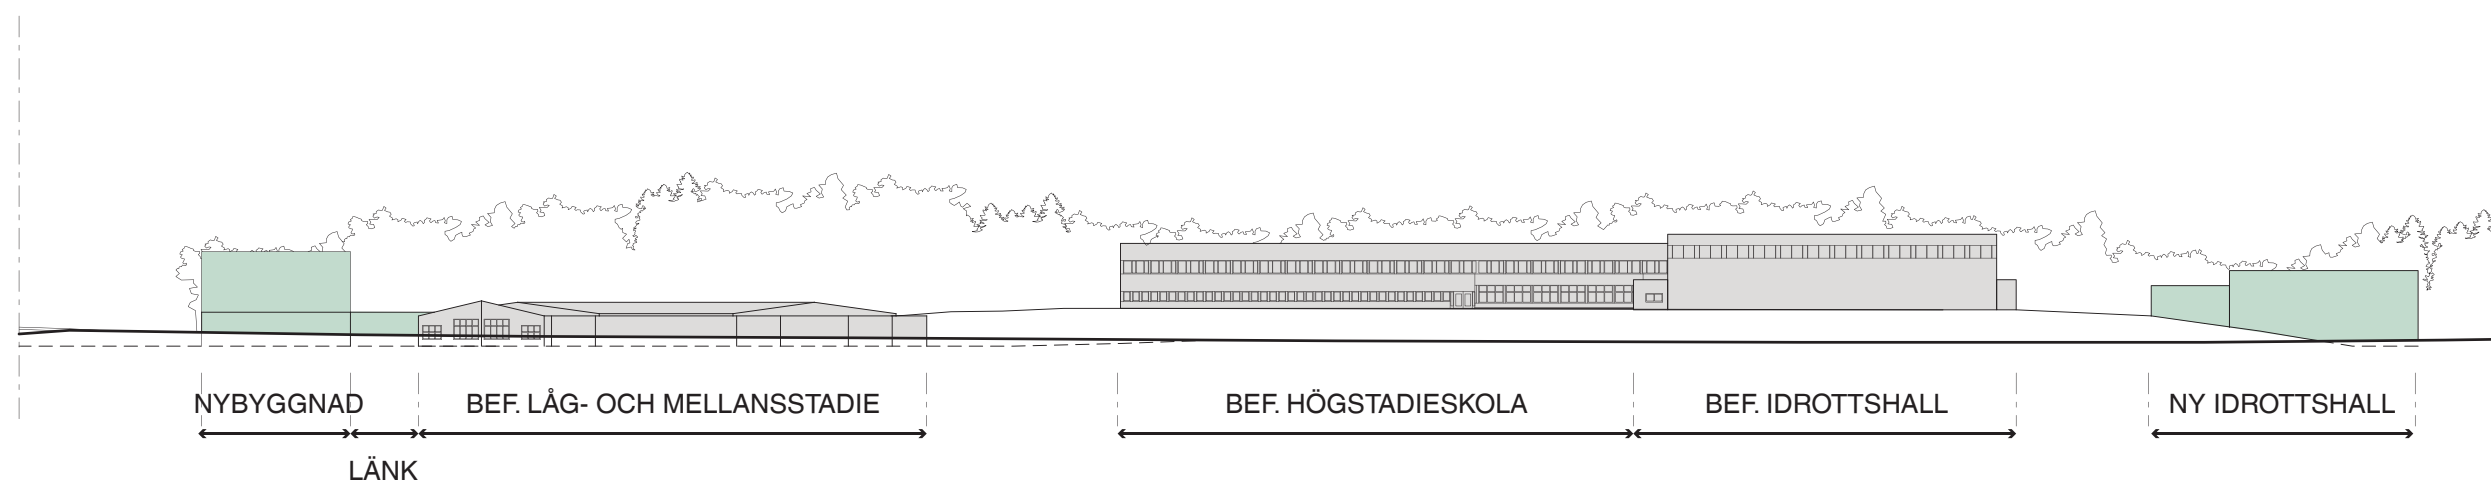 NYBYGGNAD
BEF. LÅG- OCH MELLANSSTADIE
BEF. HÖGSTADIESKOLA
BEF. IDROTTSHALL
NY IDROTTSHALL
LÄNK